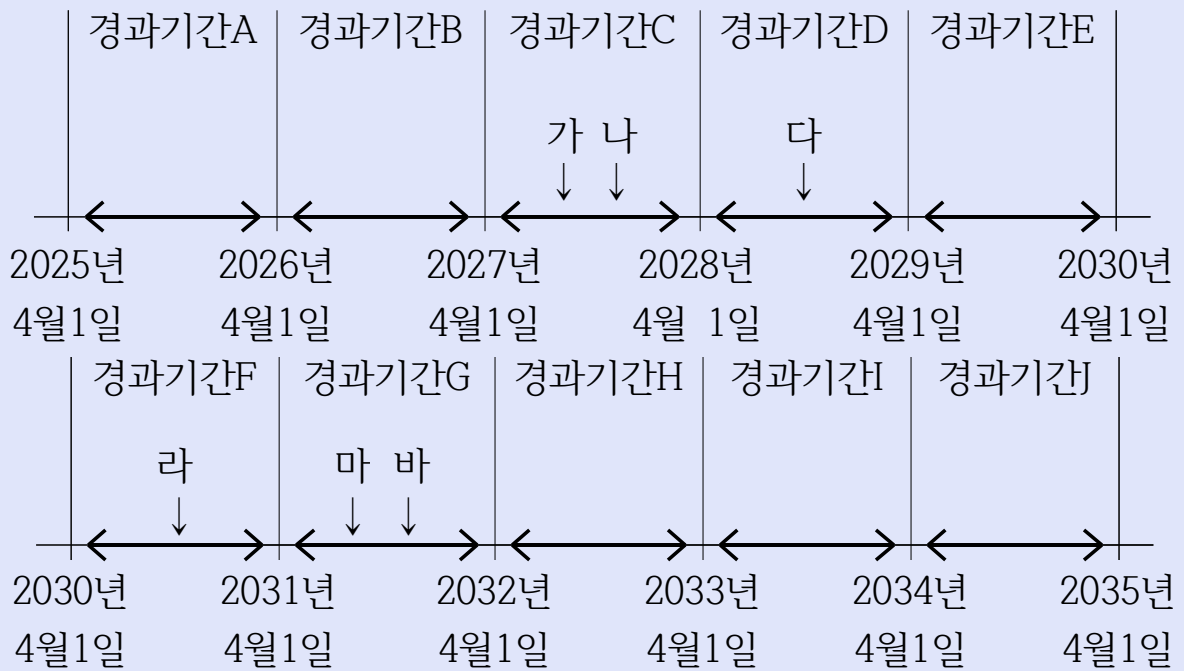 경과기간A 경과기간B 경과기간C 경과기간D 경과기간E
가 나 다
2025년 2026년 2027년 2028년 2029년 2030년
4월1일 4월1일 4월1일 4월 1일 4월1일 4월1일
경과기간F 경과기간G 경과기간H 경과기간I 경과기간J
라 마 바
2030년 2031년 2032년 2033년 2034년 2035년
4월1일 4월1일 4월1일 4월1일 4월1일 4월1일